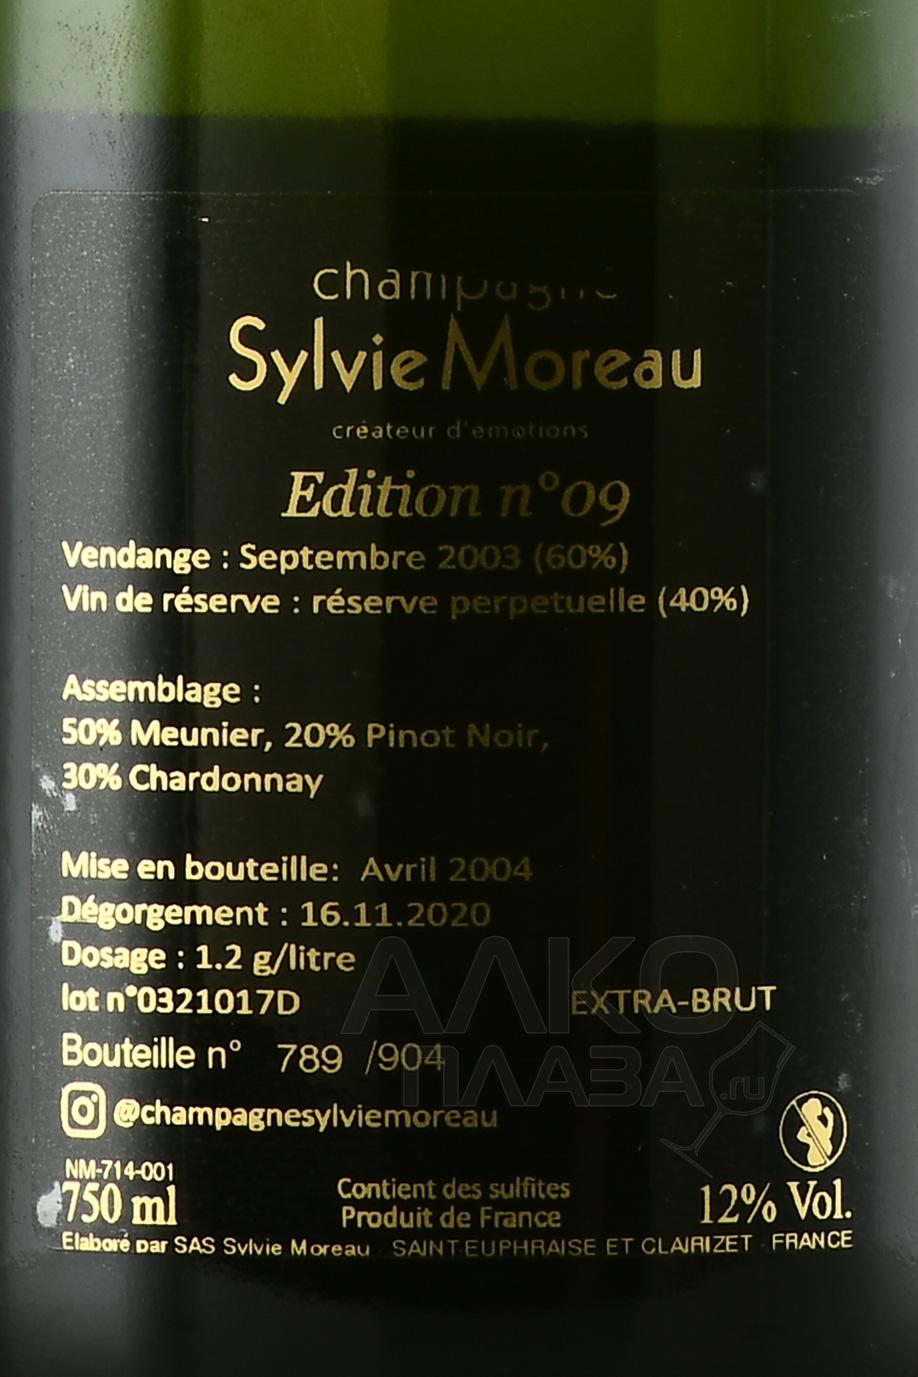 champagne
Sylvie Moreau
créateur d'émotions
Edition n°09
Vendange : Septembre 2003 (60%)
Vin de réserve : réserve perpetuelle (40%)
Assemblage :
50% Meunier, 20% Pinot Noir,
30% Chardonnay
Mise en bouteille: Avril 2004
Dégorgement : 16.11.2020
Dosage : 1.2 g/litre
lot n°0321017D EXTRA-BRUT
Bouteille n° 789 /904
@champagnesylviemoreau
NM-714-001
750 ml
Contient des sulfites
Produit de France
12% Vol.
Elaboré par SAS Sylvie Moreau - SAINT EUPHRAISE ET CLAIRIZET - FRANCE
АЛКО
ПЛАЗА
.ru